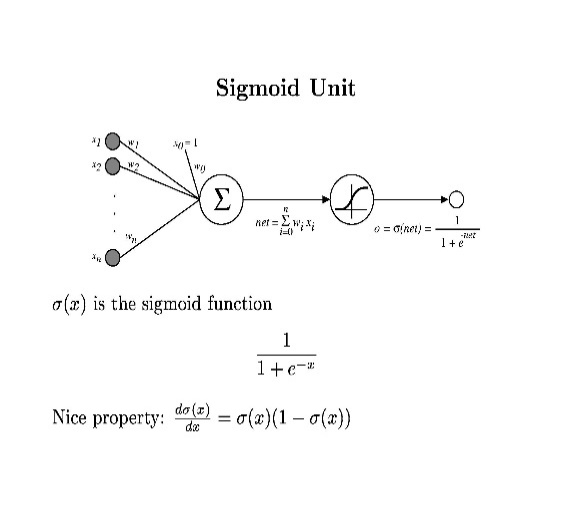 Sigmoid Unit
x1 w1 x0 = 1
x2 w2 w0
.
.
.
Σ
net = Σ wi xi
n
i=0
o = σ(net) = 1 / 1 + e^-net
wn
xn
σ(x) is the sigmoid function
1
1 + e^−x
Nice property: dσ(x)/dx = σ(x)(1 − σ(x))